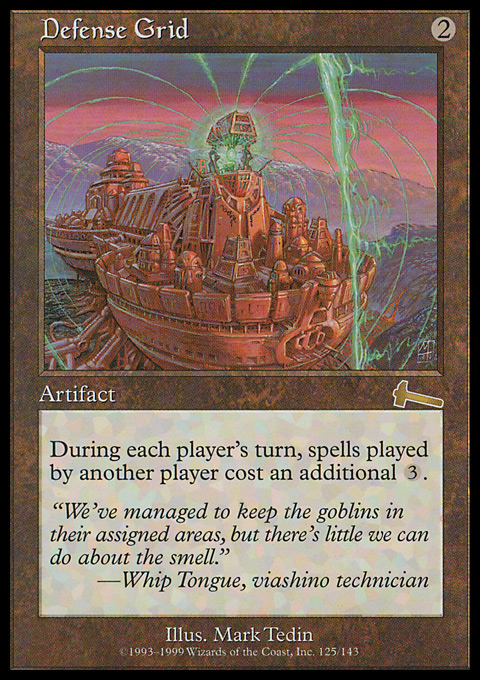 Defense Grid 2
Artifact
During each player's turn, spells played
by another player cost an additional 3.
"We've managed to keep the goblins in
their assigned areas, but there's little we can
do about the smell."
—Whip Tongue, viashino technician
Illus. Mark Tedin
©1993–1999 Wizards of the Coast, Inc. 125/143